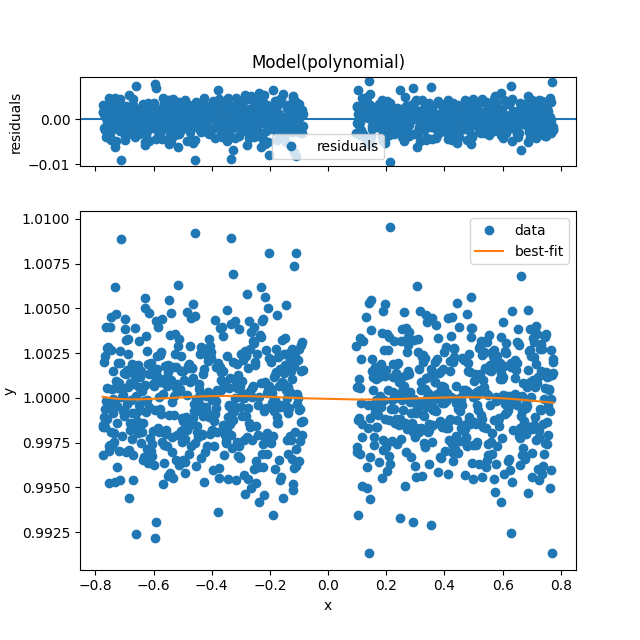 Model(polynomial)
residuals
0.00
−0.01
residuals
1.0100
1.0075
1.0050
1.0025
1.0000
0.9975
0.9950
0.9925
y
data
best-fit
−0.8 −0.6 −0.4 −0.2 0.0 0.2 0.4 0.6 0.8
x